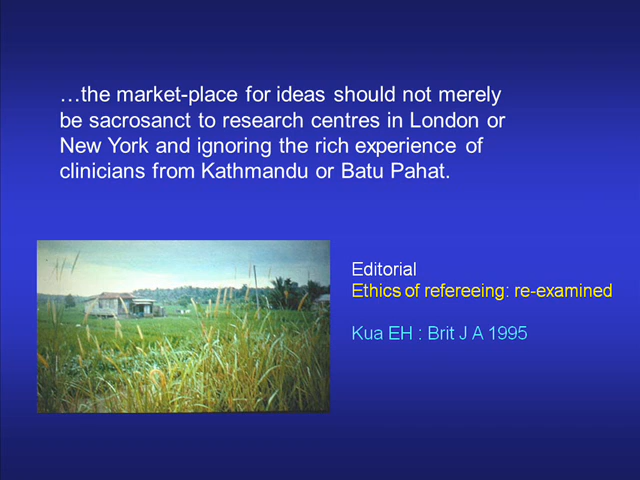 …the market-place for ideas should not merely
be sacrosanct to research centres in London or
New York and ignoring the rich experience of
clinicians from Kathmandu or Batu Pahat.
Editorial
Ethics of refereeing: re-examined
Kua EH : Brit J A 1995